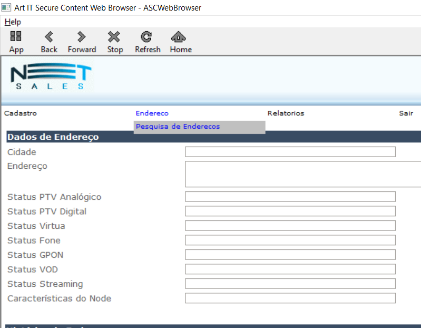 Art IT Secure Content Web Browser - ASCWebBrowser
Help
App Back Forward Stop Refresh Home
NET
SALES
Cadastro Endereco Relatorios Sair
Pesquisa de Enderecos
Dados de Endereço
Cidade
Endereço
Status PTV Analógico
Status PTV Digital
Status Virtua
Status Fone
Status GPON
Status VOD
Status Streaming
Características do Node